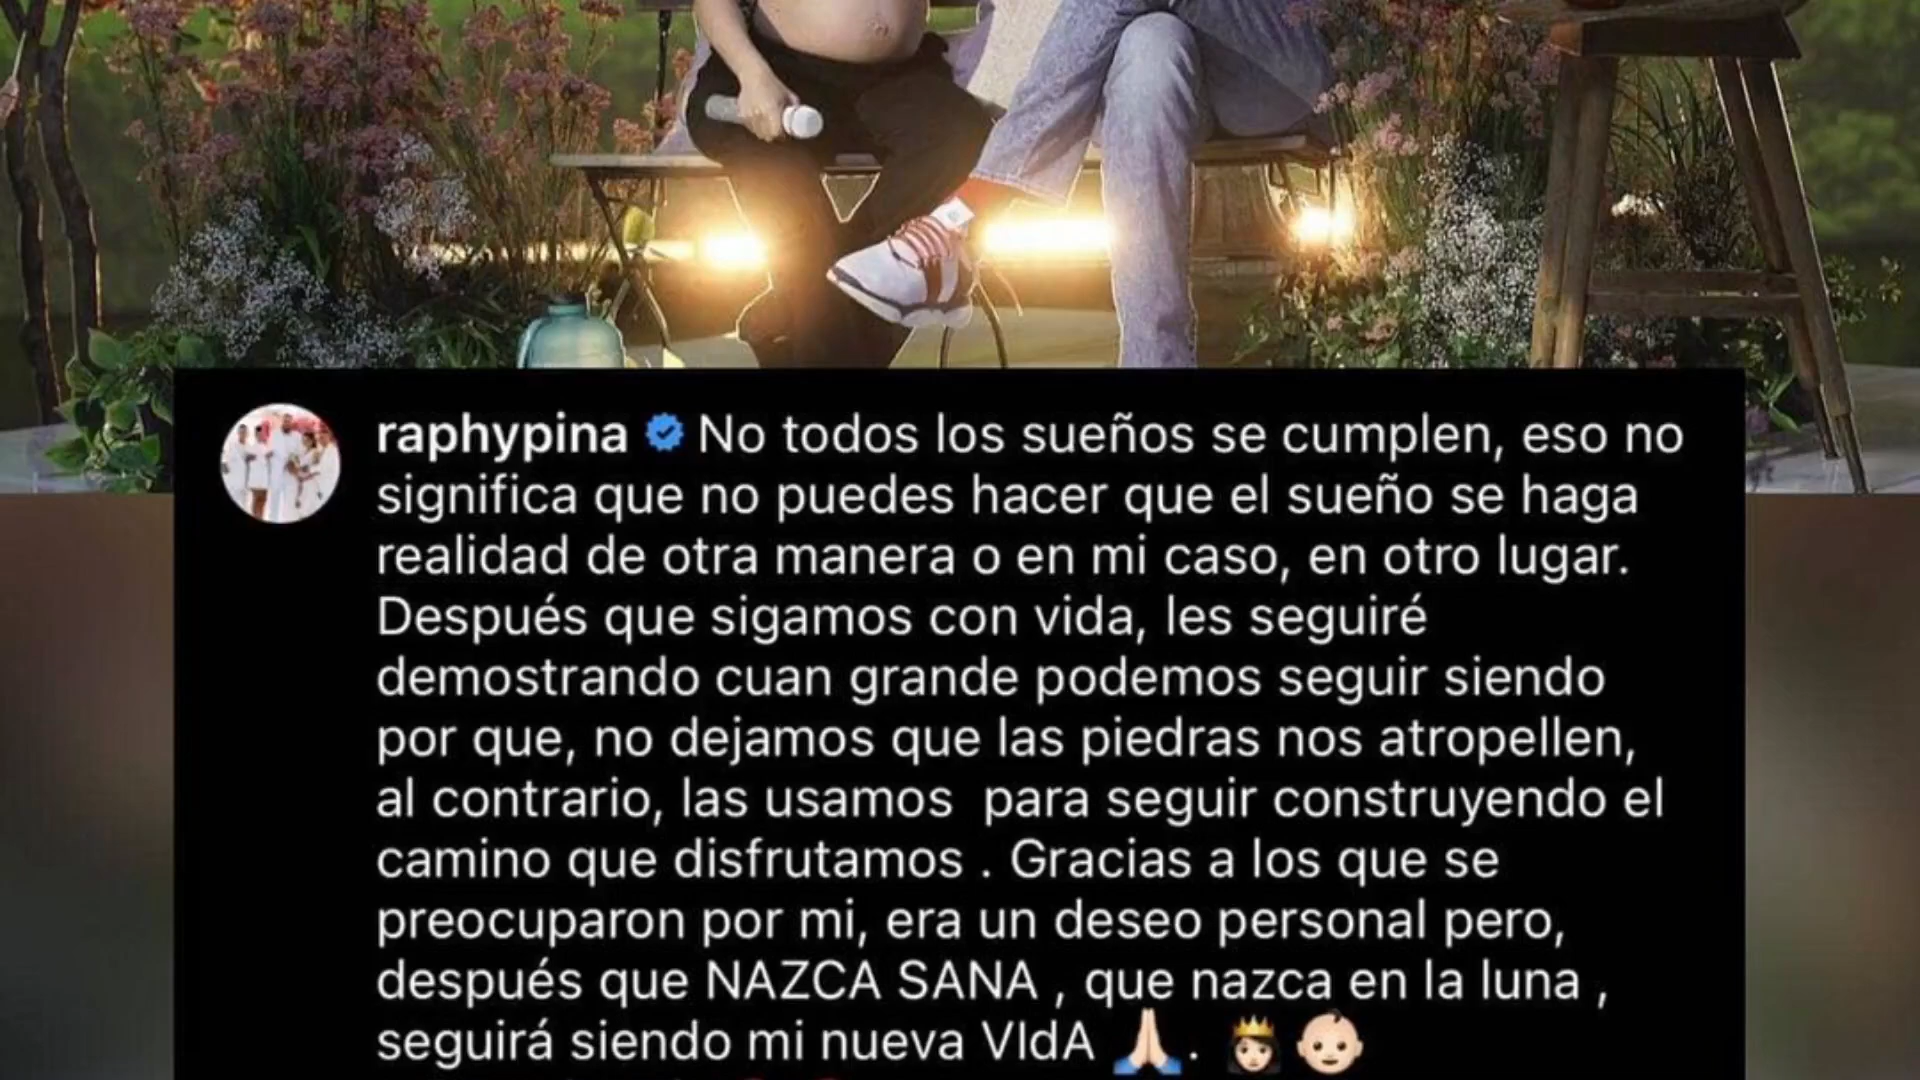 raphypina No todos los sueños se cumplen, eso no
significa que no puedes hacer que el sueño se haga
realidad de otra manera o en mi caso, en otro lugar.
Después que sigamos con vida, les seguiré
demostrando cuan grande podemos seguir siendo
por que, no dejamos que las piedras nos atropellen,
al contrario, las usamos  para seguir construyendo el
camino que disfrutamos . Gracias a los que se
preocuparon por mi, era un deseo personal pero,
después que NAZCA SANA , que nazca en la luna ,
seguirá siendo mi nueva VIdA 🙏🏻. 👸🏻👶🏻